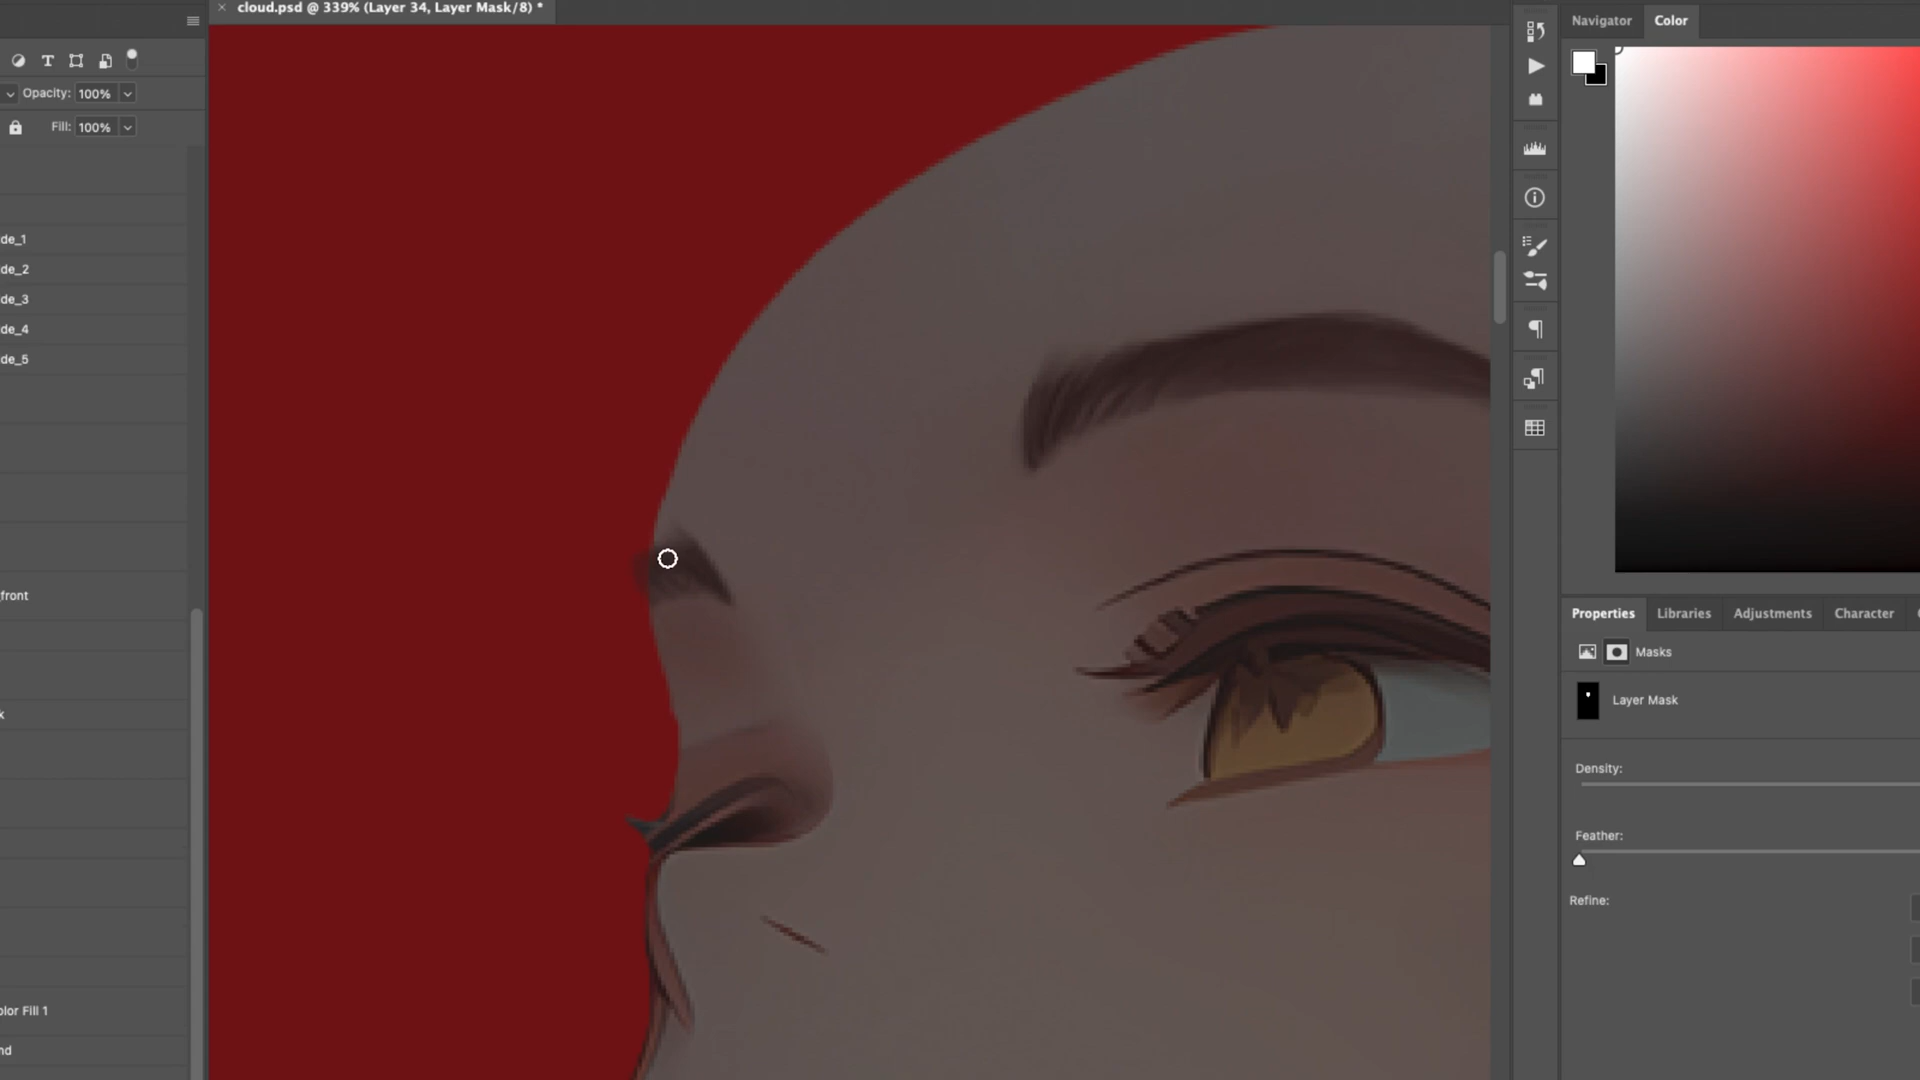 × cloud.psd @ 339% (Layer 34, Layer Mask/8) *
Navigator Color
T
Opacity: 100%
Fill: 100%
de_1
de_2
de_3
de_4
de_5
front
k
olor Fill 1
nd
Properties Libraries Adjustments Character
Masks
Layer Mask
Density:
Feather:
Refine: